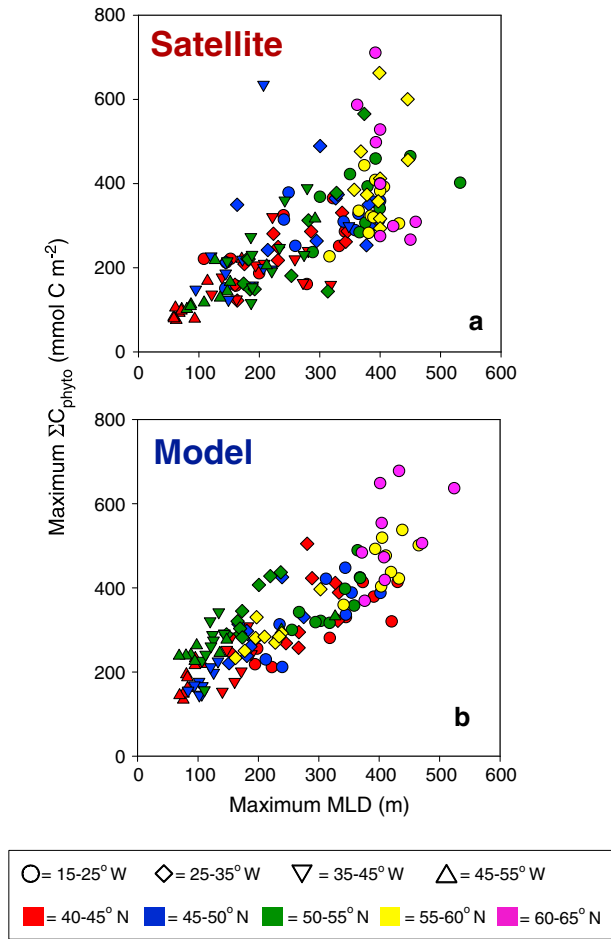 800
Satellite
600
400
200
a
0
0 100 200 300 400 500 600
Maximum ΣC_phyto (mmol C m⁻²)
800
Model
600
400
200
b
0
0 100 200 300 400 500 600
Maximum MLD (m)
= 15-25° W = 25-35° W = 35-45° W = 45-55° W
= 40-45° N = 45-50° N = 50-55° N = 55-60° N = 60-65° N